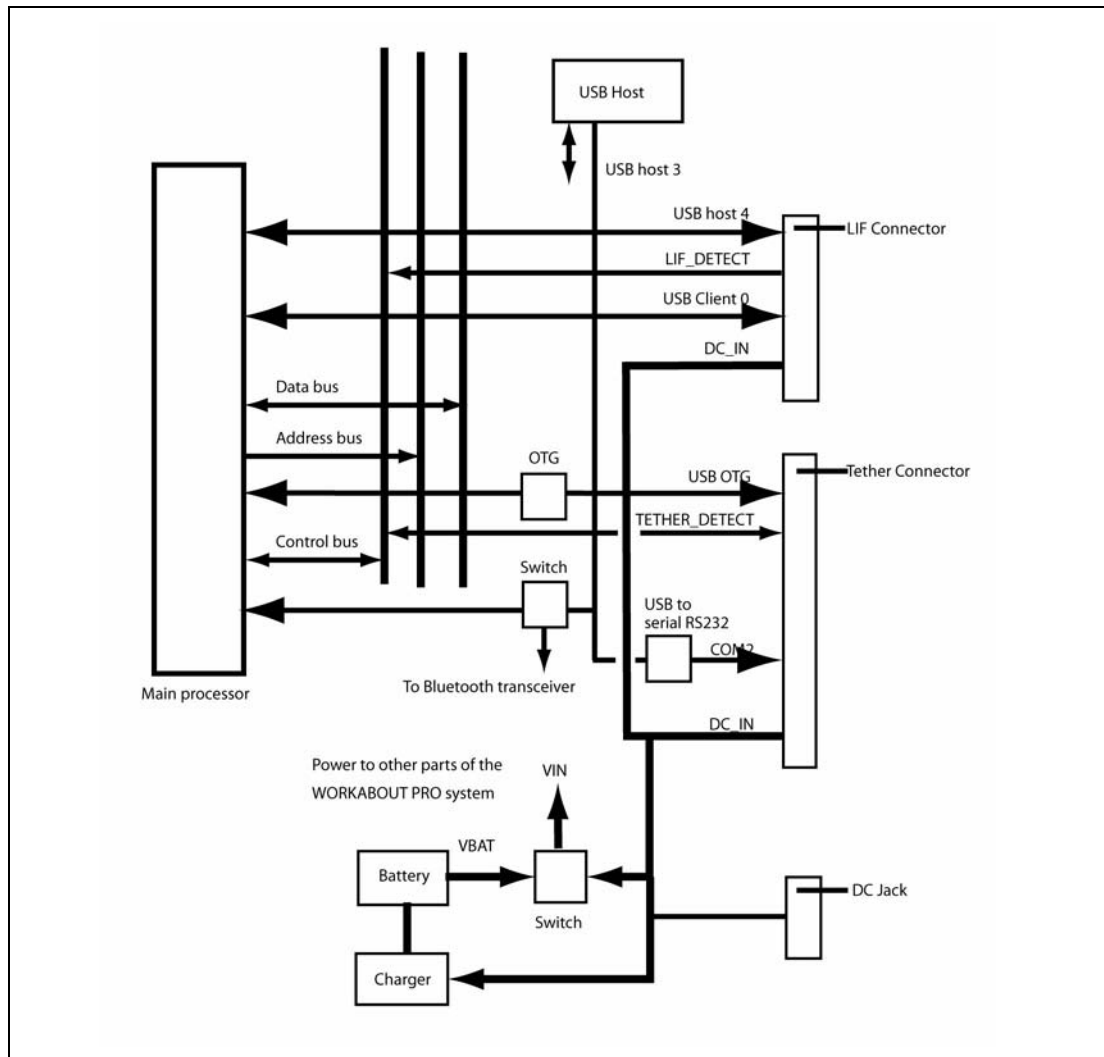 USB Host
USB host 3
USB host 4
LIF Connector
LIF_DETECT
USB Client 0
DC_IN
Data bus
Address bus
OTG
USB OTG
Tether Connector
TETHER_DETECT
Control bus
Switch
USB to
serial RS232
COM2
To Bluetooth transceiver
Main processor
DC_IN
Power to other parts of the
WORKABOUT PRO system
VIN
VBAT
Battery
Switch
DC Jack
Charger